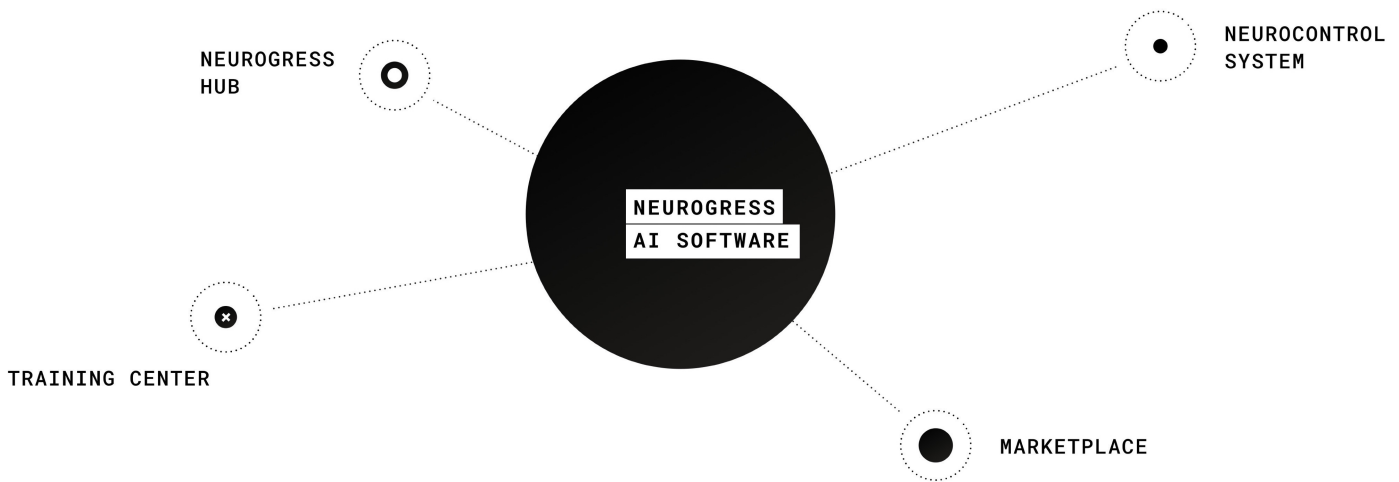 NEUROGRESS
HUB
NEUROCONTROL
SYSTEM
NEUROGRESS
AI SOFTWARE
TRAINING CENTER
MARKETPLACE